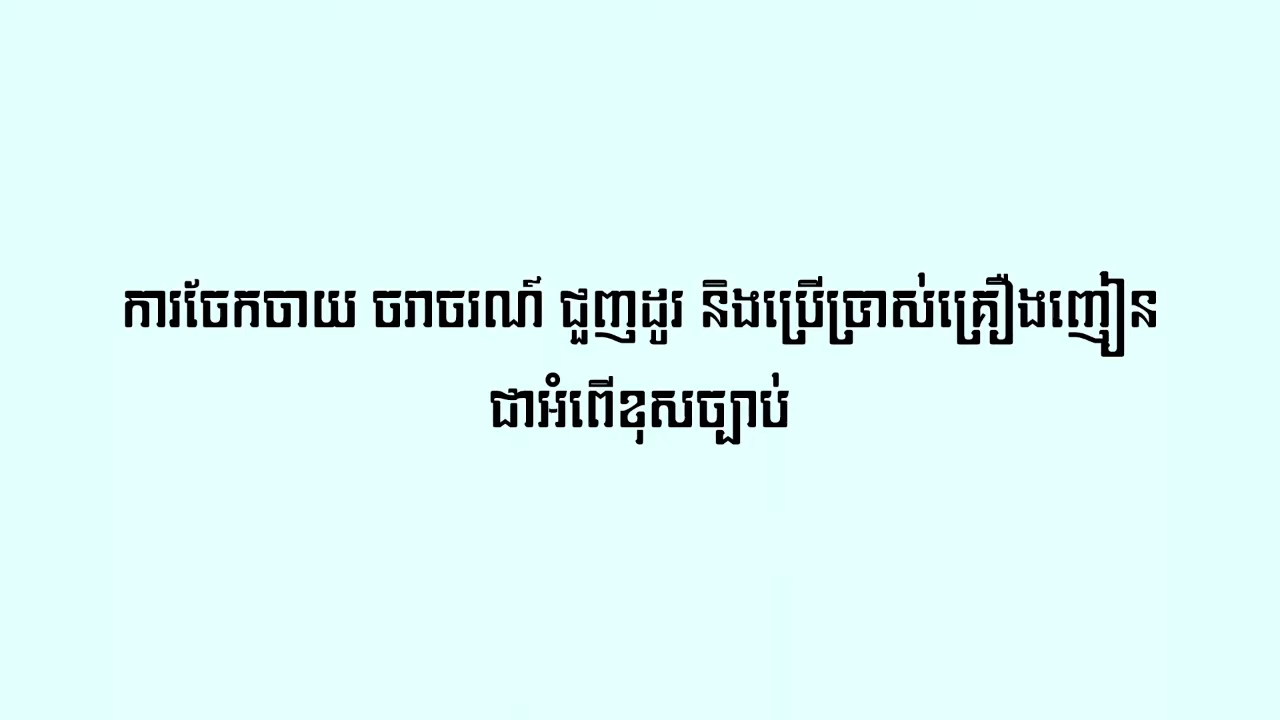 ការចែកចាយ ចរាចរណ៍ ជួញដូរ និងប្រើប្រាស់គ្រឿងញៀន
ជាអំពើខុសច្បាប់